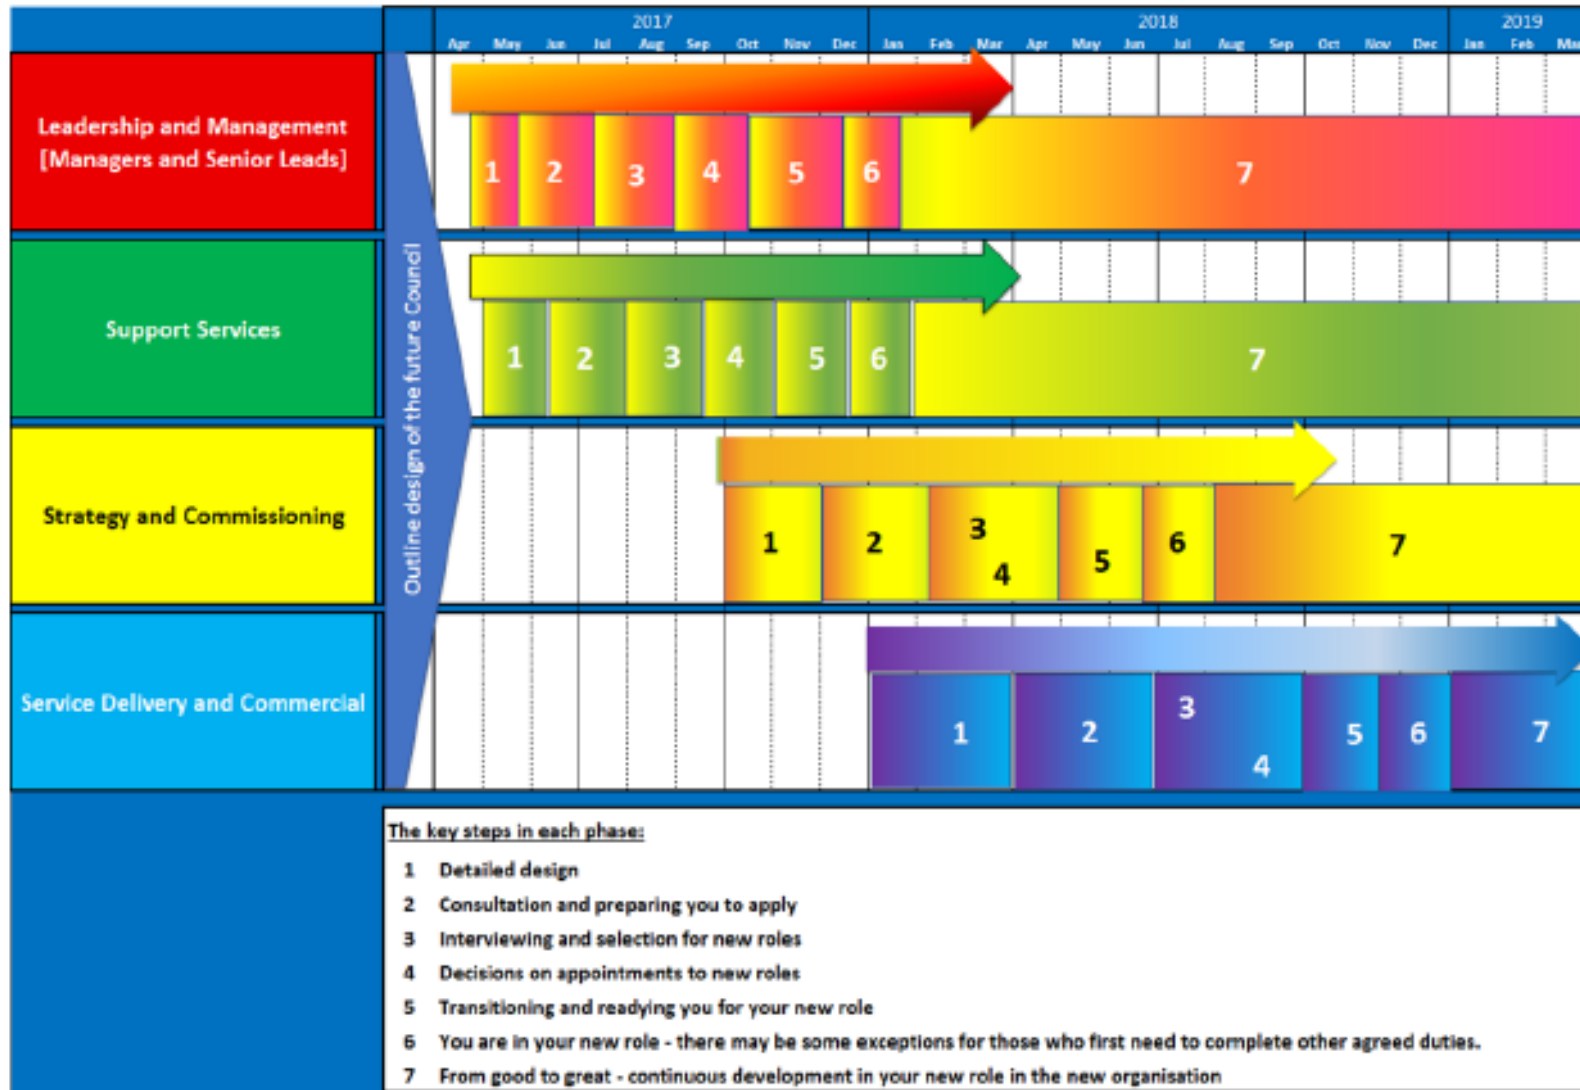 2017 2018 2019
Apr May Jun Jul Aug Sep Oct Nov Dec Jan Feb Mar Apr May Jun Jul Aug Sep Oct Nov Dec Jan Feb Mar
Outline design of the future Council
Leadership and Management
[Managers and Senior Leads]
1 2 3 4 5 6 7
Support Services
1 2 3 4 5 6 7
Strategy and Commissioning
1 2 3 4 5 6 7
Service Delivery and Commercial
1 2 3 4 5 6 7
The key steps in each phase:
1 Detailed design
2 Consultation and preparing you to apply
3 Interviewing and selection for new roles
4 Decisions on appointments to new roles
5 Transitioning and readying you for your new role
6 You are in your new role - there may be some exceptions for those who first need to complete other agreed duties.
7 From good to great - continuous development in your new role in the new organisation